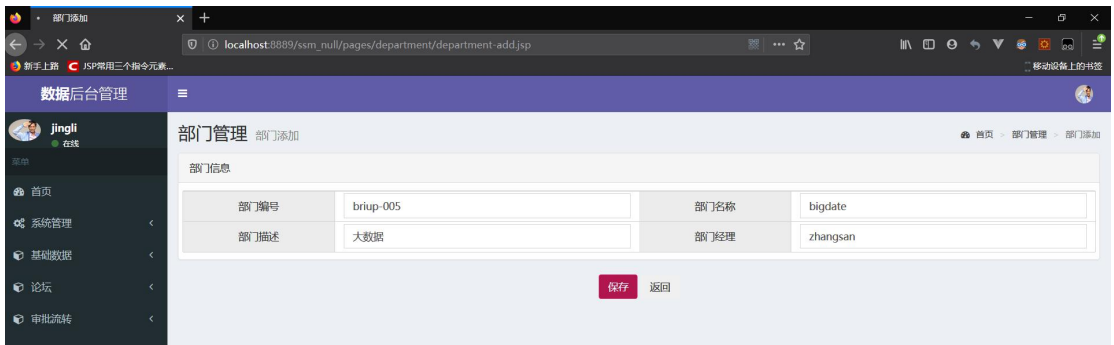 部门添加
localhost:8889/ssm_null/pages/department/department-add.jsp
新手上路 JSP常用三个指令元素...
移动设备上的书签
数据后台管理
jingli
在线
部门管理 部门添加
首页 > 部门管理 > 部门添加
菜单
部门信息
首页
部门编号 briup-005 部门名称 bigdate
系统管理
部门描述 大数据 部门经理 zhangsan
基础数据
论坛
保存 返回
审批流转